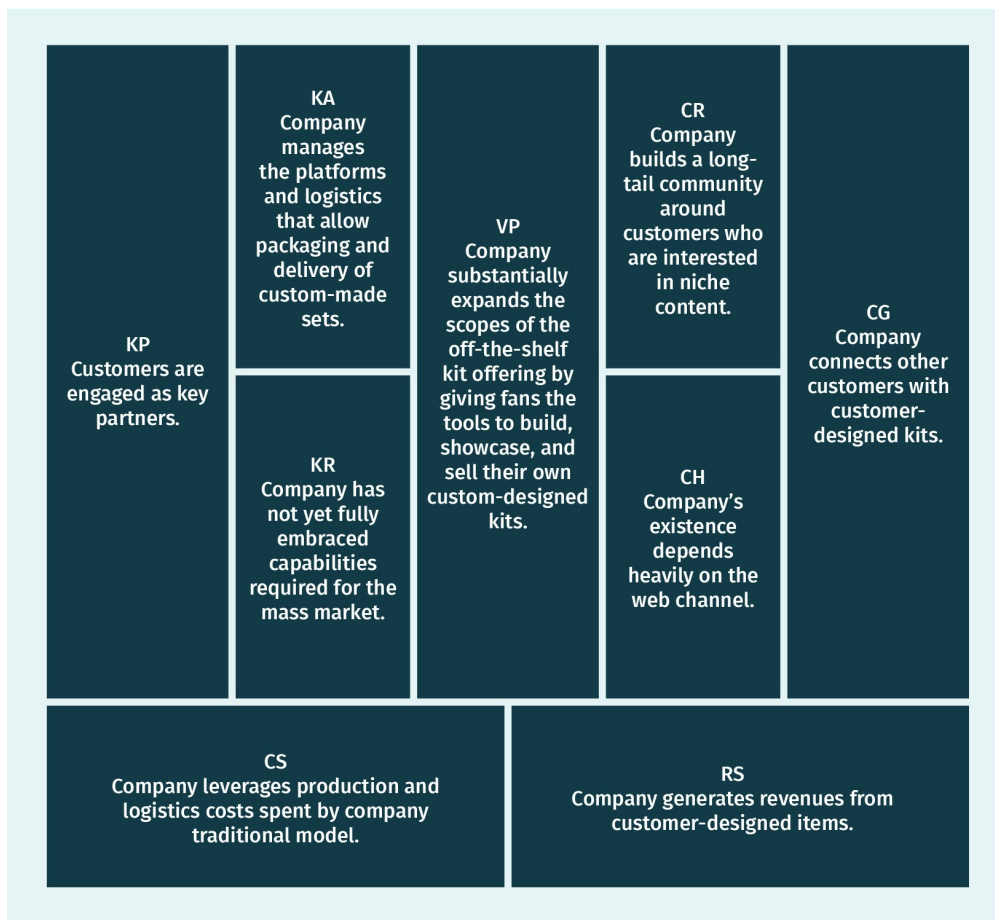 KP
Customers are
engaged as key
partners.
KA
Company
manages
the platforms
and logistics
that allow
packaging and
delivery of
custom-made
sets.
KR
Company has
not yet fully
embraced
capabilities
required for the
mass market.
VP
Company
substantially
expands the
scopes of the
off-the-shelf
kit offering by
giving fans the
tools to build,
showcase, and
sell their own
custom-designed
kits.
CR
Company
builds a long-
tail community
around
customers who
are interested
in niche
content.
CH
Company’s
existence
depends
heavily on the
web channel.
CG
Company
connects other
customers with
customer-
designed kits.
CS
Company leverages production and
logistics costs spent by company
traditional model.
RS
Company generates revenues from
customer-designed items.